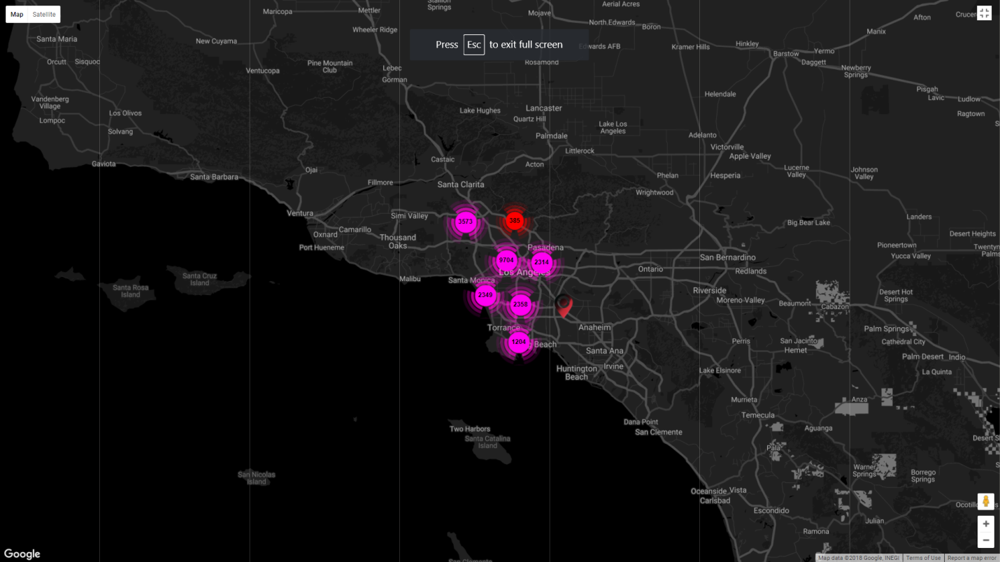 Map Satellite
Stallion
Springs
Aerial Acres
Maricopa
Mettler
Mojave
Afton
Wheeler Ridge
North Edwards
Boron
Manix
Santa Maria
New Cuyama
Press Esc to exit full screen
Edwards AFB
Kramer Hills
Hinkley
Barstow
Yermo
Orcutt
Sisquoc
Ventucopa
Pine Mountain
Club
Lebec
Gorman
Rosamond
Daggett
Newberry
Springs
Pisgah
Lavic
Ludlow
Ragtown
Vandenberg
Village
Lompoc
Los Olivos
Solvang
Lake Hughes
Lancaster
Quartz Hill
Palmdale
Lake Los
Angeles
Helendale
Adelanto
Victorville
Apple Valley
Littlerock
Gaviota
Santa Barbara
Ojai
Castaic
Acton
Phelan
Hesperia
Lucerne
Valley
Johnson
Valley
Fillmore
Santa Clarita
Wrightwood
Ventura
Simi Valley
3573
385
Landers
Big Bear Lake
Oxnard
Camarillo
Port Hueneme
Thousand
Oaks
Pasadena
9704
2314
Los Angeles
Ontario
San Bernardino
Redlands
Pioneertown
Yucca Valley
Desert Heights
Twentyn
Palms
Malibu
Santa Monica
Santa Cruz
Island
Santa Rosa
Island
2349
2358
Riverside
Moreno Valley
Beaumont
Cabazon
Desert Hot
Springs
Torrance
Anaheim
Palm Springs
Cathedral City
1204
Beach
Santa Ana
Perris
San Jacinto
Hemet
Palm Desert
Indio
La Quinta
Huntington
Beach
Irvine
Lake Elsinore
Murrieta
Temecula
Anza
Aguanga
Dana Point
San Clemente
Two Harbors
Santa Catalina
Island
Pala
San Nicolas
Island
Warner
Springs
Borrego
Springs
Oceanside
Vista
Carlsbad
Escondido
Julian
Ramona
San Clemente
Google
Map data ©2018 Google, INEGI Terms of Use Report a map error